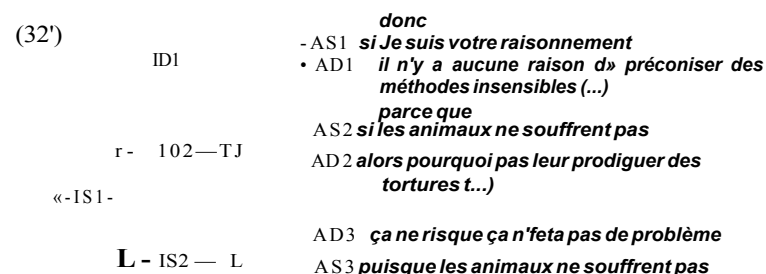 donc
(32')
- AS1 si Je suis votre raisonnement
ID1
• AD1 il n'y a aucune raison d» préconiser des
méthodes insensibles (...)
parce que
AS2 si les animaux ne souffrent pas
r- 102—TJ
AD2 alors pourquoi pas leur prodiguer des
tortures t...)
«-IS1-
AD3 ça ne risque ça n'feta pas de problème
L- IS2 — L
AS3 puisque les animaux ne souffrent pas